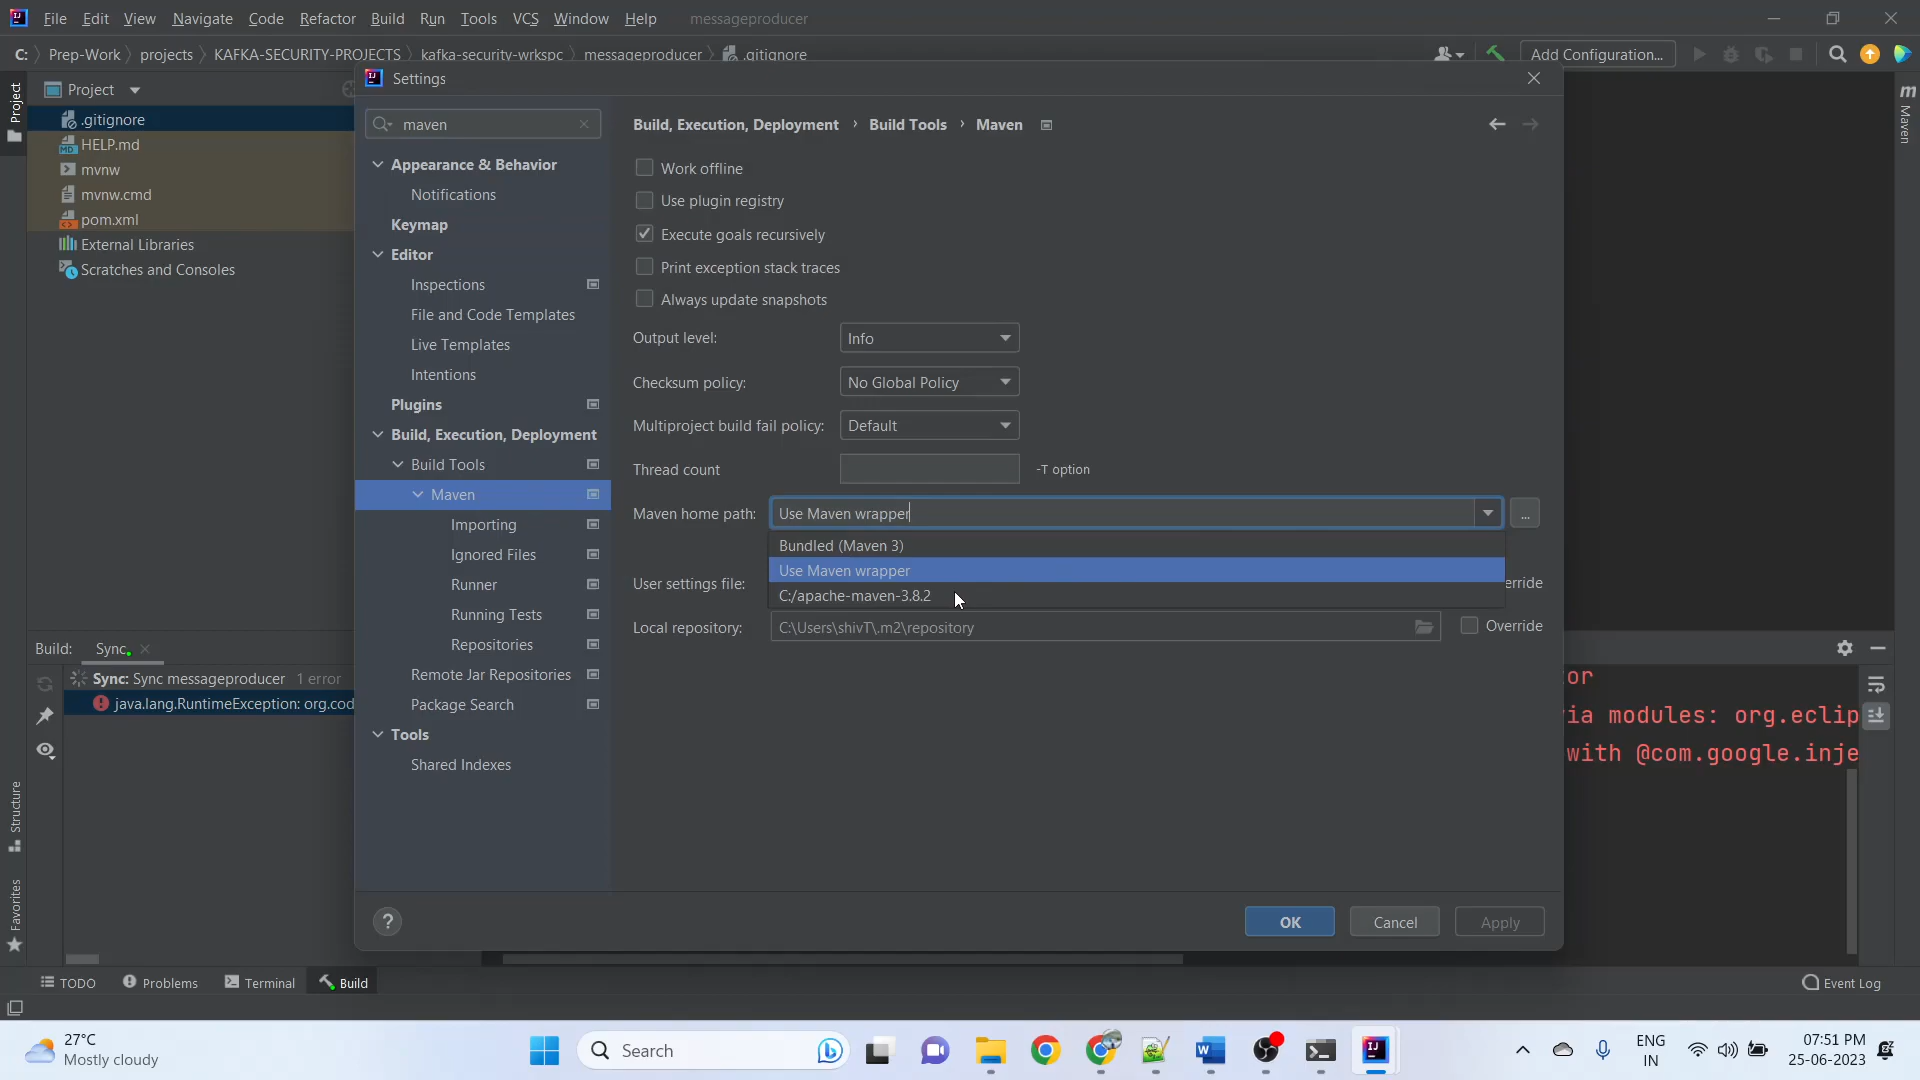 File Edit View Navigate Code Refactor Build Run Tools VCS Window Help messageproducer
C: Prep-Work projects KAFKA-SECURITY-PROJECTS kafka-security-wrkspc messageproducer .gitignore
Add Configuration...
Project
.gitignore
HELP.md
mvnw
mvnw.cmd
pom.xml
External Libraries
Scratches and Consoles
Project
Structure
Favorites
Maven
Settings
maven
Appearance & Behavior
Notifications
Keymap
Editor
Inspections
File and Code Templates
Live Templates
Intentions
Plugins
Build, Execution, Deployment
Build Tools
Maven
Importing
Ignored Files
Runner
Running Tests
Repositories
Remote Jar Repositories
Package Search
Tools
Shared Indexes
Build, Execution, Deployment › Build Tools › Maven
Work offline
Use plugin registry
Execute goals recursively
Print exception stack traces
Always update snapshots
Output level: Info
Checksum policy: No Global Policy
Multiproject build fail policy: Default
Thread count -T option
Maven home path: Use Maven wrapper ...
Bundled (Maven 3)
Use Maven wrapper
C:/apache-maven-3.8.2
User settings file: erride
Local repository: C:\Users\shivT\.m2\repository Override
? OK Cancel Apply
Build: Sync
Sync: Sync messageproducer 1 error
java.lang.RuntimeException: org.cod
or
ia modules: org.eclip
with @com.google.inje
TODO Problems Terminal Build Event Log
27°C
Mostly cloudy
Search
ENG
IN
07:51 PM
25-06-2023